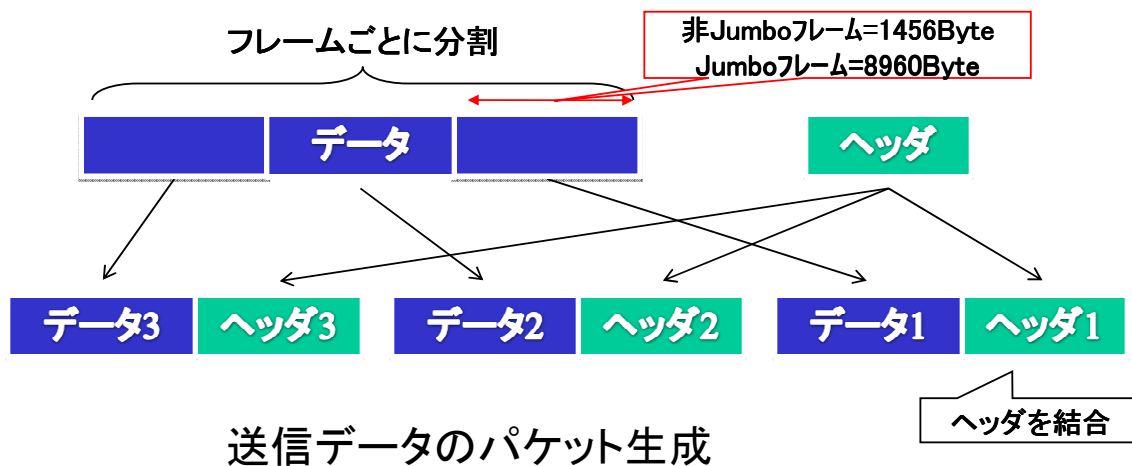 フレームごとに分割
非Jumboフレーム=1456Byte
Jumboフレーム=8960Byte
データ
ヘッダ
データ3
ヘッダ3
データ2
ヘッダ2
データ1
ヘッダ1
ヘッダを結合
送信データのパケット生成